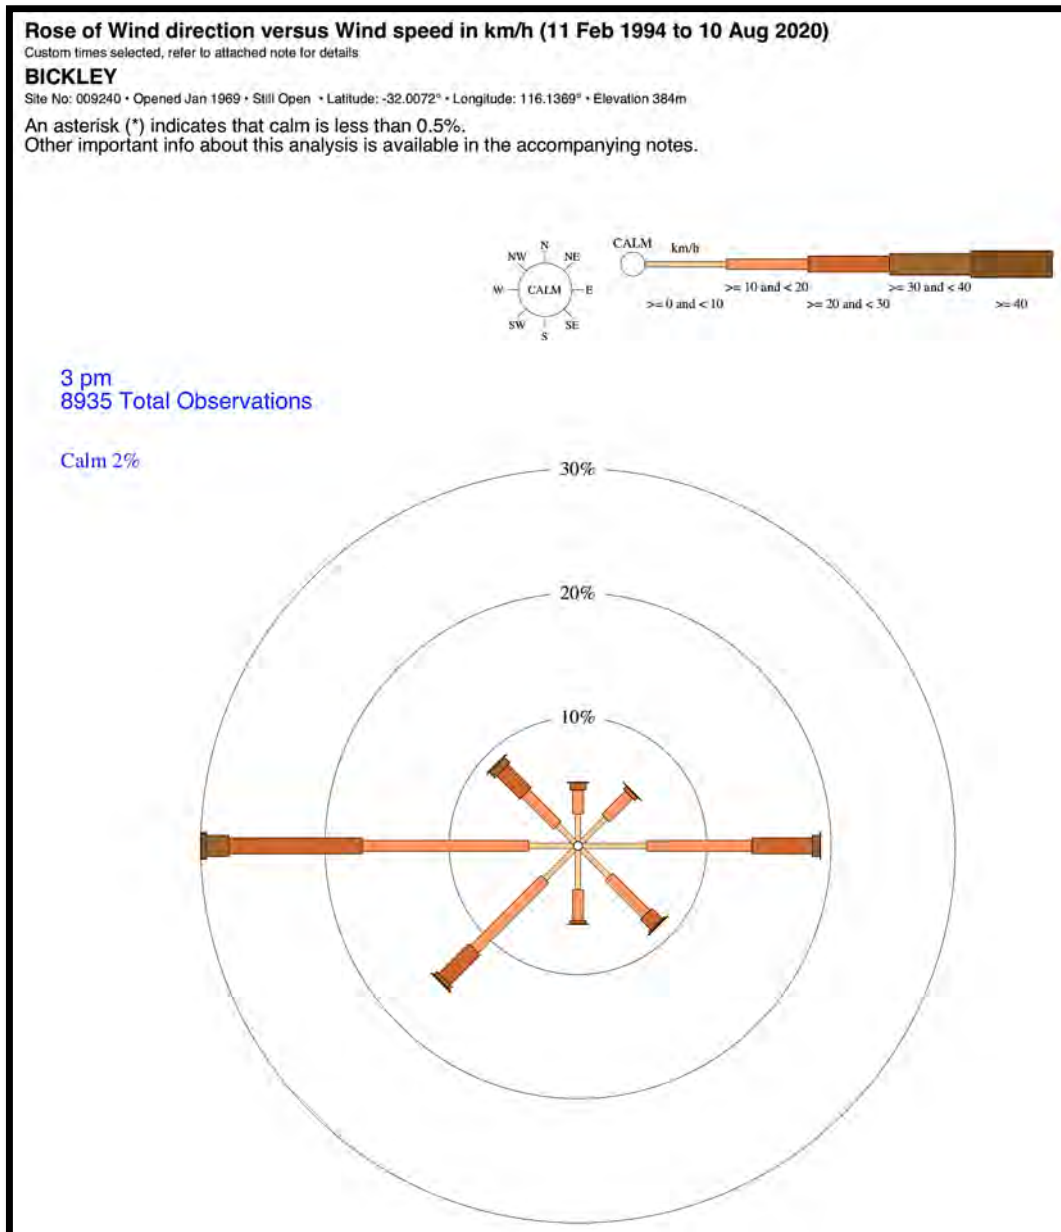 Rose of Wind direction versus Wind speed in km/h (11 Feb 1994 to 10 Aug 2020)
Custom times selected, refer to attached note for details
BICKLEY
Site No: 009240 • Opened Jan 1969 • Still Open • Latitude: -32.0072° • Longitude: 116.1369° • Elevation 384m
An asterisk (*) indicates that calm is less than 0.5%.
Other important info about this analysis is available in the accompanying notes.
N
NW NE
W CALM E
SW SE
S
CALM km/h
>= 10 and < 20 >= 30 and < 40
>= 0 and < 10 >= 20 and < 30 >= 40
3 pm
8935 Total Observations
Calm 2%
30%
20%
10%